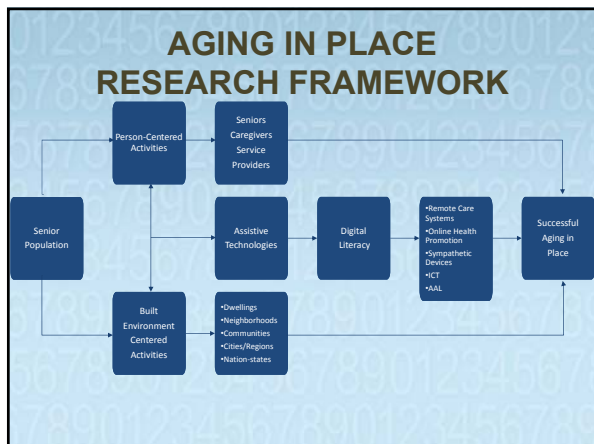 AGING IN PLACE
RESEARCH FRAMEWORK
Person-Centered
Activities
Seniors
Caregivers
Service
Providers
Senior
Population
Assistive
Technologies
Digital
Literacy
•Remote Care
Systems
•Online Health
Promotion
•Sympathetic
Devices
•ICT
•AAL
Successful
Aging in
Place
Built
Environment
Centered
Activities
•Dwellings
•Neighborhoods
•Communities
•Cities/Regions
•Nation-states